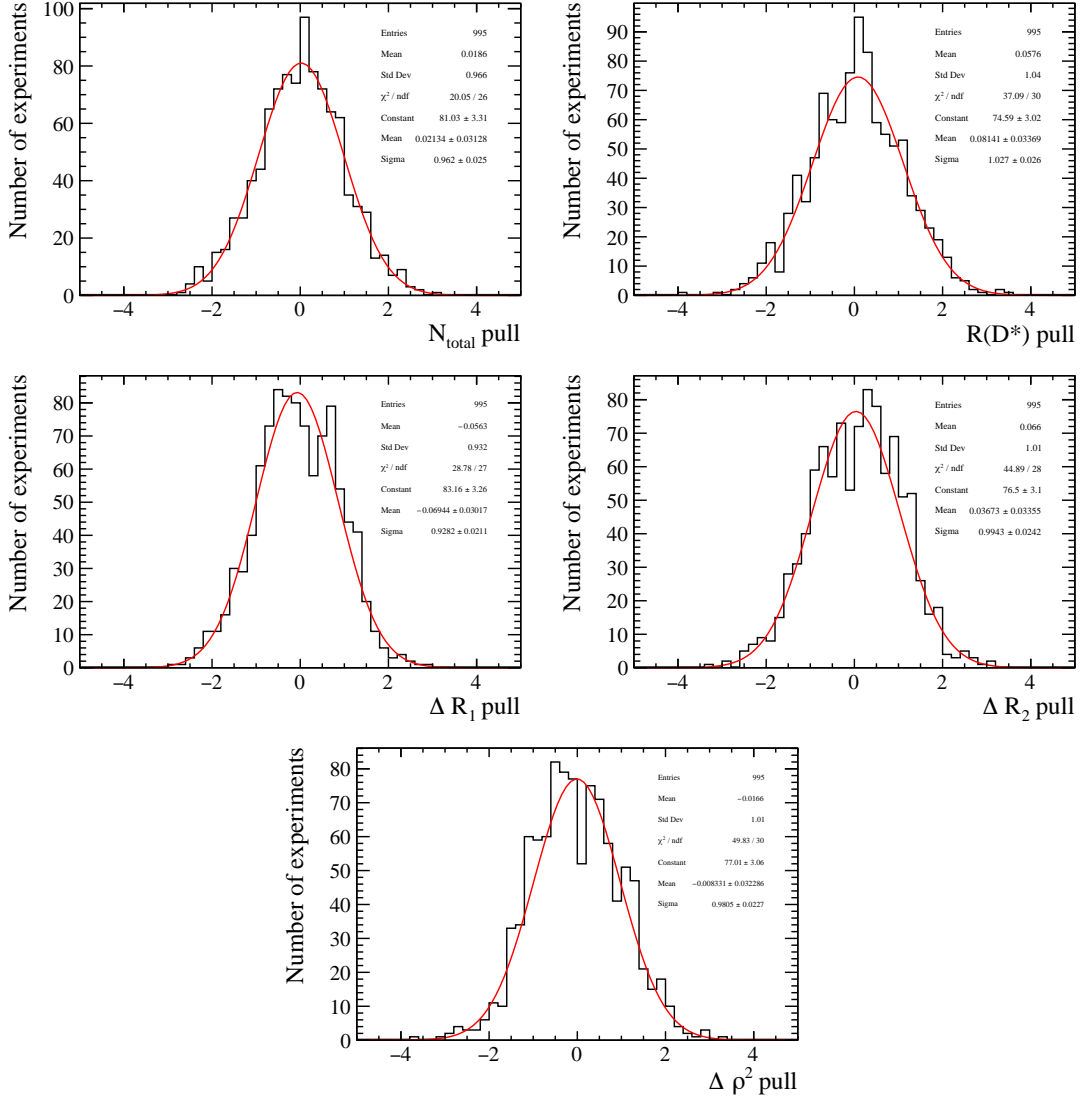 Number of experiments
100
80
60
40
20
0
−4 −2 0 2 4
N_total pull
Entries 995
Mean 0.0186
Std Dev 0.966
χ² / ndf 20.05 / 26
Constant 81.03 ± 3.31
Mean 0.02134 ± 0.03128
Sigma 0.962 ± 0.025
Number of experiments
90
80
70
60
50
40
30
20
10
0
−4 −2 0 2 4
R(D*) pull
Entries 995
Mean 0.0576
Std Dev 1.04
χ² / ndf 37.09 / 30
Constant 74.59 ± 3.02
Mean 0.08141 ± 0.03369
Sigma 1.027 ± 0.026
Number of experiments
80
70
60
50
40
30
20
10
0
−4 −2 0 2 4
Δ R₁ pull
Entries 995
Mean −0.0563
Std Dev 0.932
χ² / ndf 28.78 / 27
Constant 83.16 ± 3.26
Mean −0.06944 ± 0.03017
Sigma 0.9282 ± 0.0211
Number of experiments
80
70
60
50
40
30
20
10
0
−4 −2 0 2 4
Δ R₂ pull
Entries 995
Mean 0.066
Std Dev 1.01
χ² / ndf 44.89 / 28
Constant 76.5 ± 3.1
Mean 0.03673 ± 0.03355
Sigma 0.9943 ± 0.0242
Number of experiments
80
70
60
50
40
30
20
10
0
−4 −2 0 2 4
Δ ρ² pull
Entries 995
Mean −0.0166
Std Dev 1.01
χ² / ndf 49.83 / 30
Constant 77.01 ± 3.06
Mean −0.008331 ± 0.032286
Sigma 0.9805 ± 0.0227